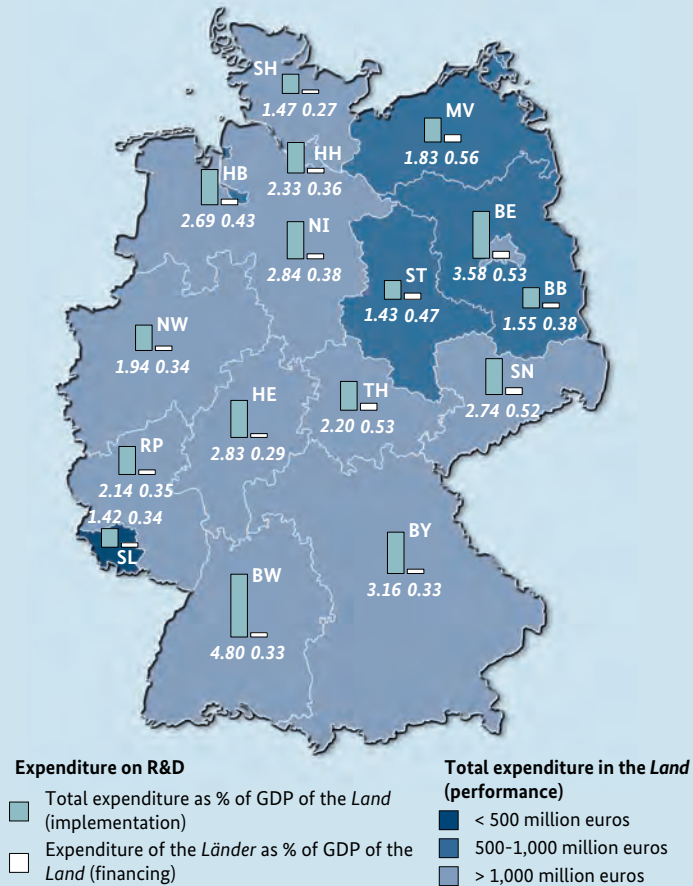 SH
1.47 0.27
MV
1.83 0.56
HH
2.33 0.36
HB
2.69 0.43
NI
2.84 0.38
BE
3.58 0.53
ST
1.43 0.47
BB
1.55 0.38
NW
1.94 0.34
SN
2.74 0.52
TH
2.20 0.53
HE
2.83 0.29
RP
2.14 0.35
1.42 0.34
SL
BY
3.16 0.33
BW
4.80 0.33
Expenditure on R&D
Total expenditure as % of GDP of the Land
(implementation)
Expenditure of the Länder as % of GDP of the
Land (financing)
Total expenditure in the Land
(performance)
< 500 million euros
500-1,000 million euros
> 1,000 million euros